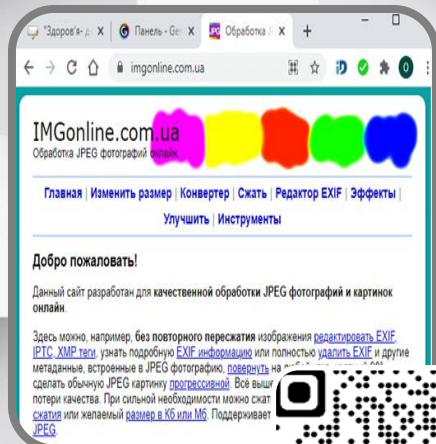 "Здоров'я- д
Панель - Ge
Обработка J
imgonline.com.ua
IMGonline.com.ua
Обработка JPEG фотографий онлайн.
Главная | Изменить размер | Конвертер | Сжать | Редактор EXIF | Эффекты |
Улучшить | Инструменты
Добро пожаловать!
Данный сайт разработан для качественной обработки JPEG фотографий и картинок
онлайн.
Здесь можно, например, без повторного пересжатия изображения редактировать EXIF,
IPTC, XMP теги, узнать подробную EXIF информацию или полностью удалить EXIF и другие
метаданные, встроенные в JPEG фотографию, повернуть на
сделать обычную JPEG картинку прогрессивной. Всё выше
потери качества. При сильной необходимости можно сжат
сжатия или желаемый размер в Кб или Мб. Поддерживает
JPEG.